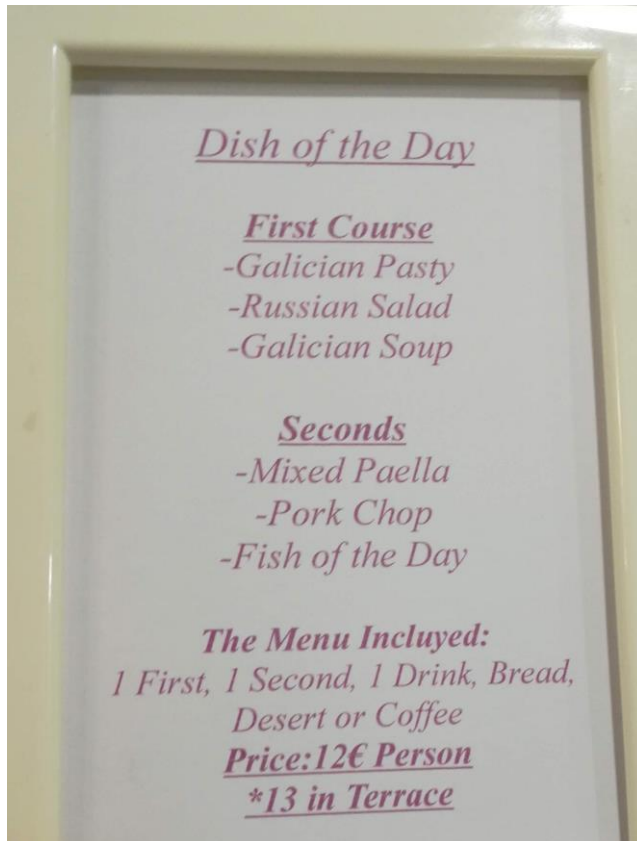 Dish of the Day
First Course
-Galician Pasty
-Russian Salad
-Galician Soup
Seconds
-Mixed Paella
-Pork Chop
-Fish of the Day
The Menu Incluyed:
1 First, 1 Second, 1 Drink, Bread,
Desert or Coffee
Price:12€ Person
*13 in Terrace